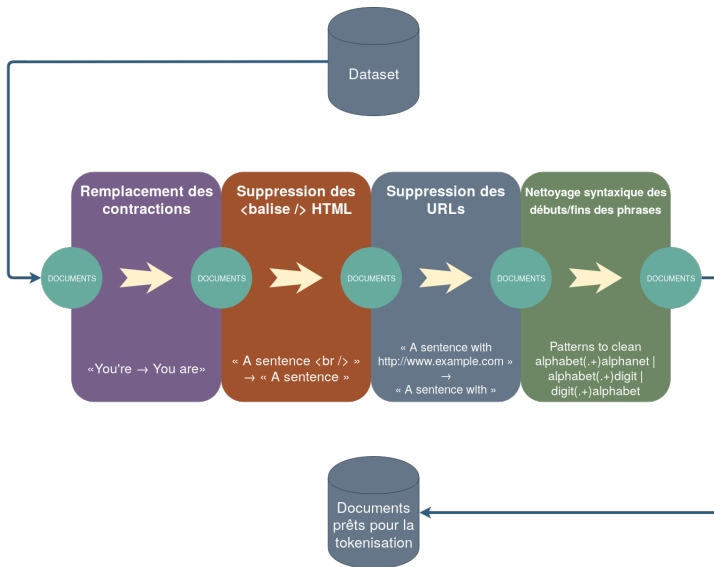 Dataset
Remplacement des
contractions
Suppression des
<balise /> HTML
Suppression des
URLs
Nettoyage syntaxique des
débuts/fins des phrases
DOCUMENTS
DOCUMENTS
DOCUMENTS
DOCUMENTS
DOCUMENTS
«You're → You are»
« A sentence <br /> »
→ « A sentence »
« A sentence with
http://www.example.com »
→
« A sentence with »
Patterns to clean
alphabet(.+)alphanet |
alphabet(.+)digit |
digit(.+)alphabet
Documents
prêts pour la
tokenisation